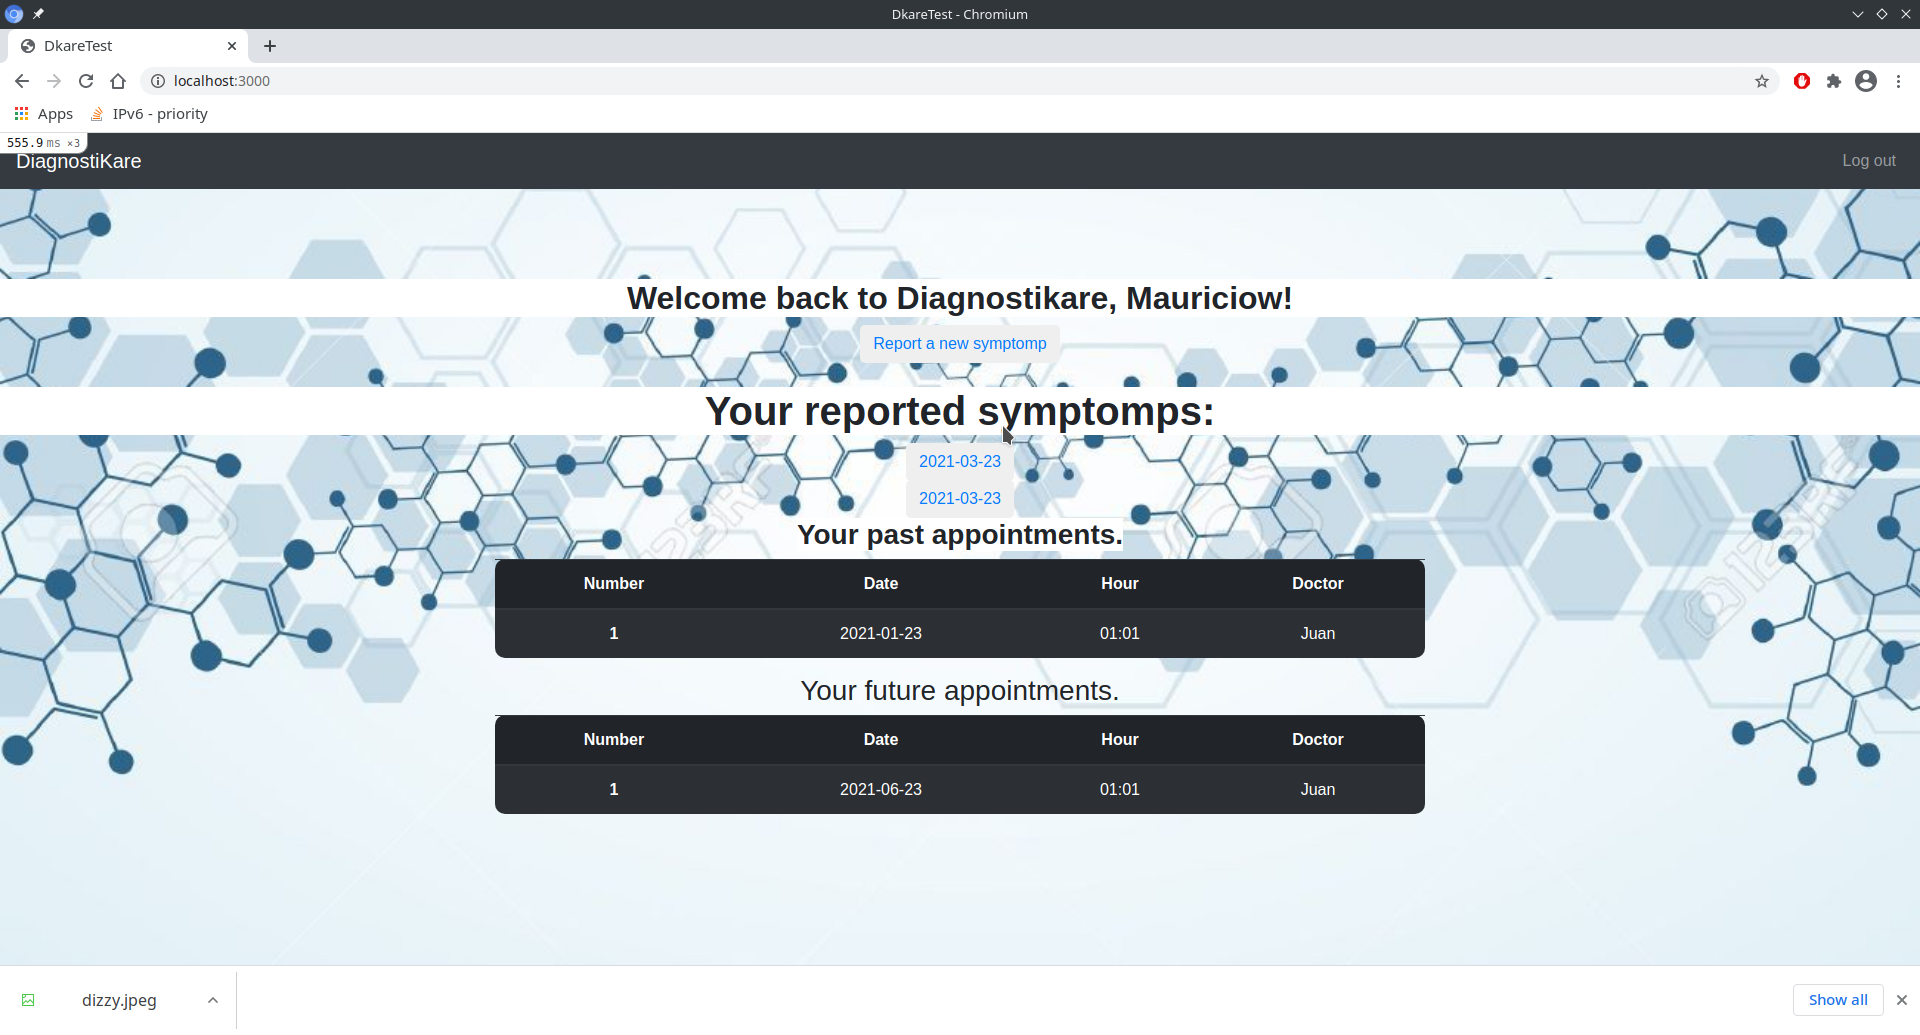 DkareTest - Chromium
DkareTest
localhost:3000
Apps IPv6 - priority
555.9 ms ×3
DiagnostiKare Log out
Welcome back to Diagnostikare, Mauriciow!
Report a new symptomp
Your reported symptomps:
2021-03-23
2021-03-23
Your past appointments.
Number Date Hour Doctor
1 2021-01-23 01:01 Juan
Your future appointments.
Number Date Hour Doctor
1 2021-06-23 01:01 Juan
dizzy.jpeg Show all